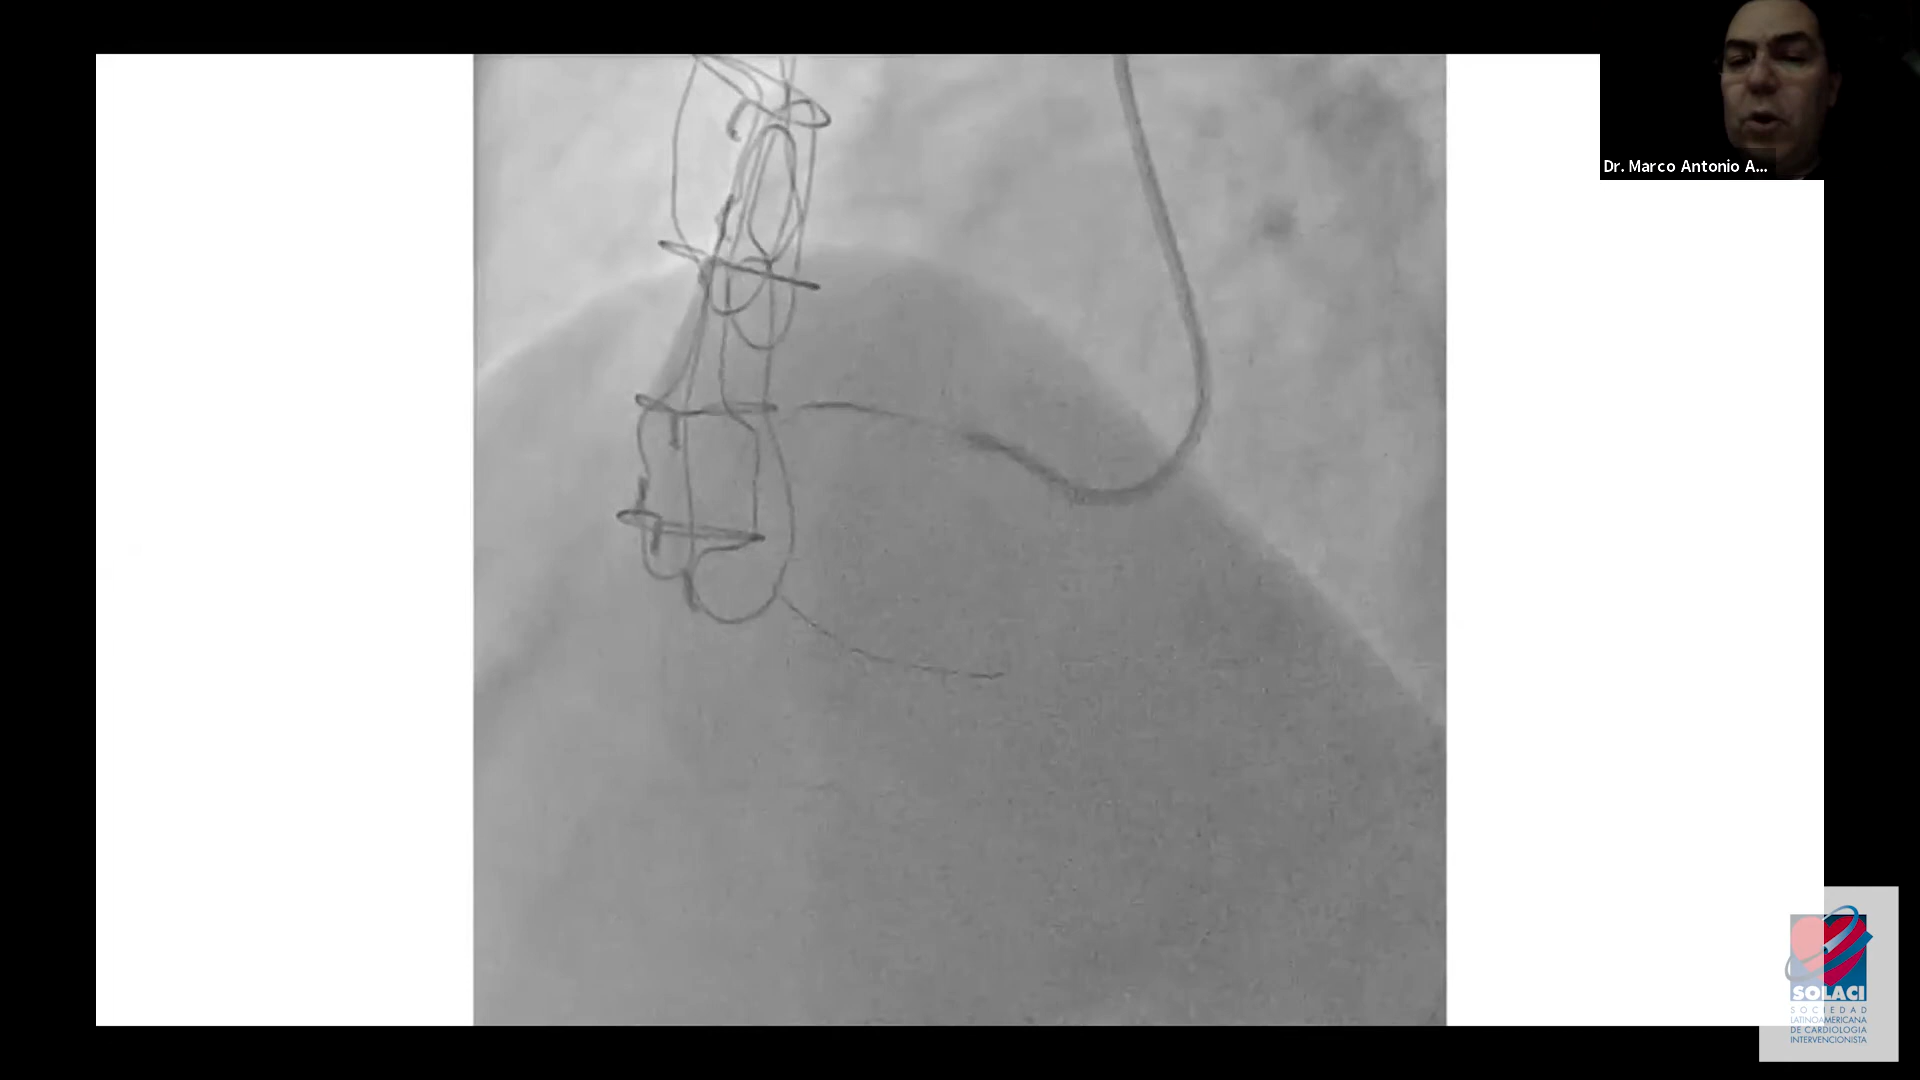 Dr. Marco Antonio A...
SOLACI
SOCIEDAD
LATINOAMERICANA
DE CARDIOLOGIA
INTERVENCIONISTA